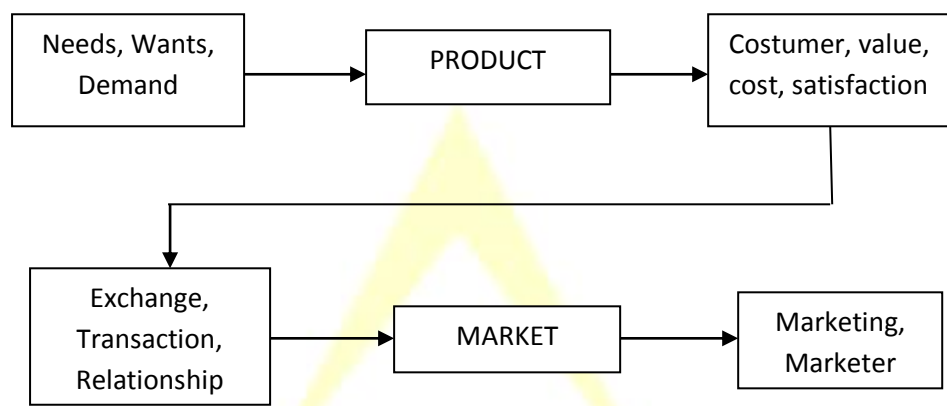 Needs, Wants,
Demand
PRODUCT
Costumer, value,
cost, satisfaction
Exchange,
Transaction,
Relationship
MARKET
Marketing,
Marketer